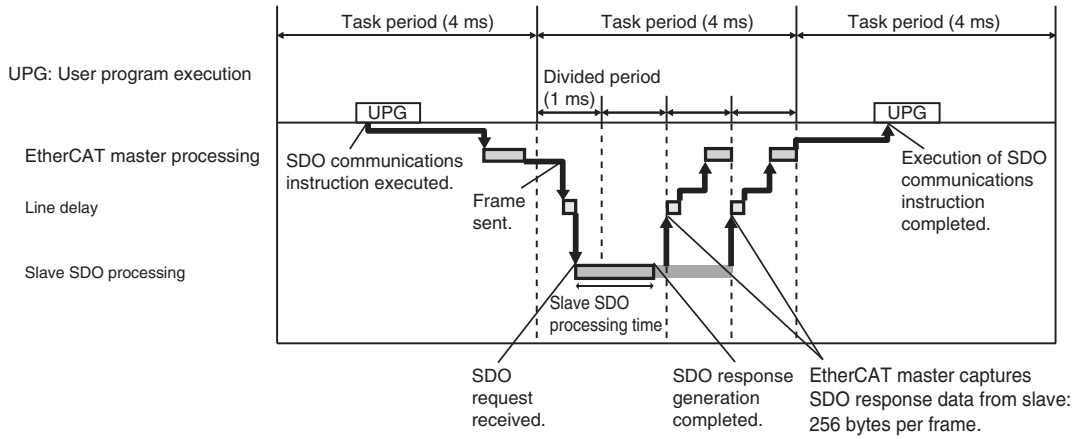 Task period (4 ms) Task period (4 ms) Task period (4 ms)
UPG: User program execution
Divided period
(1 ms)
UPG UPG
EtherCAT master processing
SDO communications
instruction executed.
Execution of SDO
communications
instruction
completed.
Frame
sent.
Line delay
Slave SDO processing
Slave SDO
processing time
SDO
request
received.
SDO response
generation
completed.
EtherCAT master captures
SDO response data from slave:
256 bytes per frame.